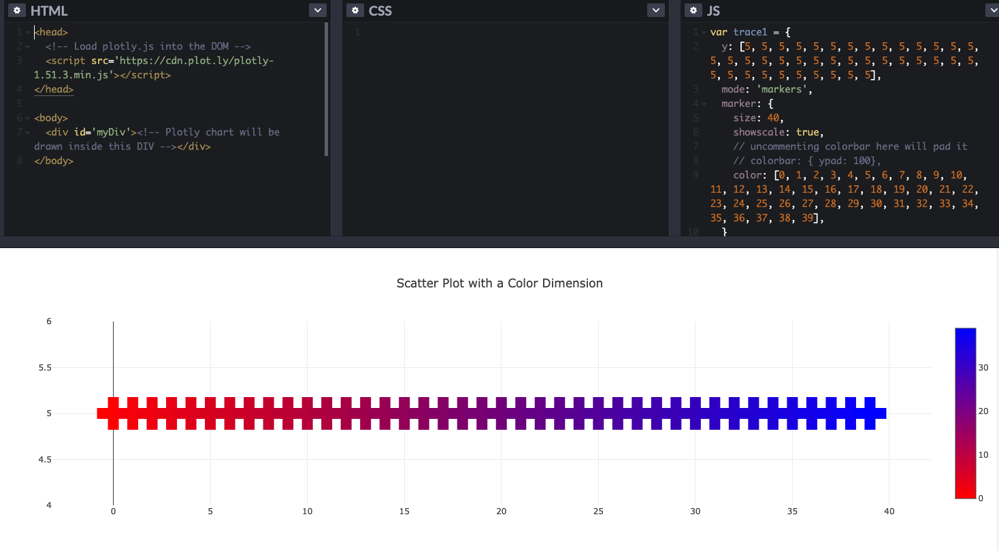 HTML
1 <head>
2 <!-- Load plotly.js into the DOM -->
3 <script src='https://cdn.plot.ly/plotly-
1.51.3.min.js'></script>
4 </head>
5
6 <body>
7 <div id='myDiv'><!-- Plotly chart will be
drawn inside this DIV --></div>
8 </body>
CSS
1
JS
1 var trace1 = {
2 y: [5, 5, 5, 5, 5, 5, 5, 5, 5, 5, 5, 5, 5, 5,
5, 5, 5, 5, 5, 5, 5, 5, 5, 5, 5, 5, 5, 5, 5, 5,
5, 5, 5, 5, 5, 5, 5, 5, 5, 5],
3 mode: 'markers',
4 marker: {
5 size: 40,
6 showscale: true,
7 // uncommenting colorbar here will pad it
8 // colorbar: { ypad: 100},
9 color: [0, 1, 2, 3, 4, 5, 6, 7, 8, 9, 10,
11, 12, 13, 14, 15, 16, 17, 18, 19, 20, 21, 22,
23, 24, 25, 26, 27, 28, 29, 30, 31, 32, 33, 34,
35, 36, 37, 38, 39],
10 }
Scatter Plot with a Color Dimension
6
5.5
5
4.5
4
0 5 10 15 20 25 30 35 40
30
20
10
0